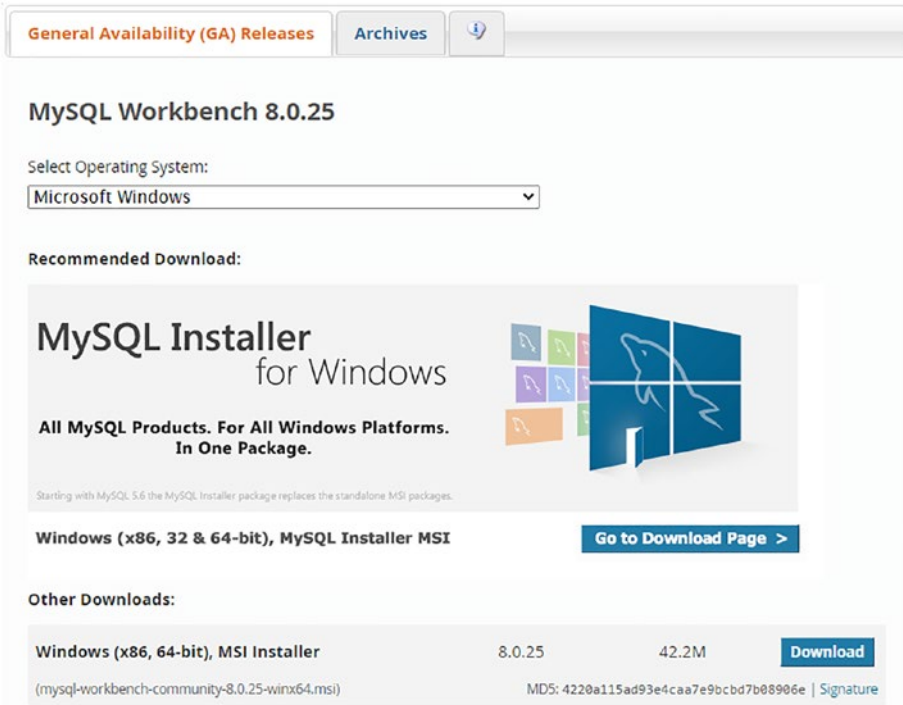 General Availability (GA) Releases
Archives
MySQL Workbench 8.0.25
Select Operating System:
Microsoft Windows
Recommended Download:
MySQL Installer
for Windows
All MySQL Products. For All Windows Platforms.
In One Package.
Starting with MySQL 5.6 the MySQL Installer package replaces the standalone MSI packages.
Windows (x86, 32 & 64-bit), MySQL Installer MSI
Go to Download Page >
Other Downloads:
Windows (x86, 64-bit), MSI Installer 8.0.25 42.2M Download
(mysql-workbench-community-8.0.25-winx64.msi) MD5: 4220a115ad93e4caa7e9bcbd7b08906e | Signature